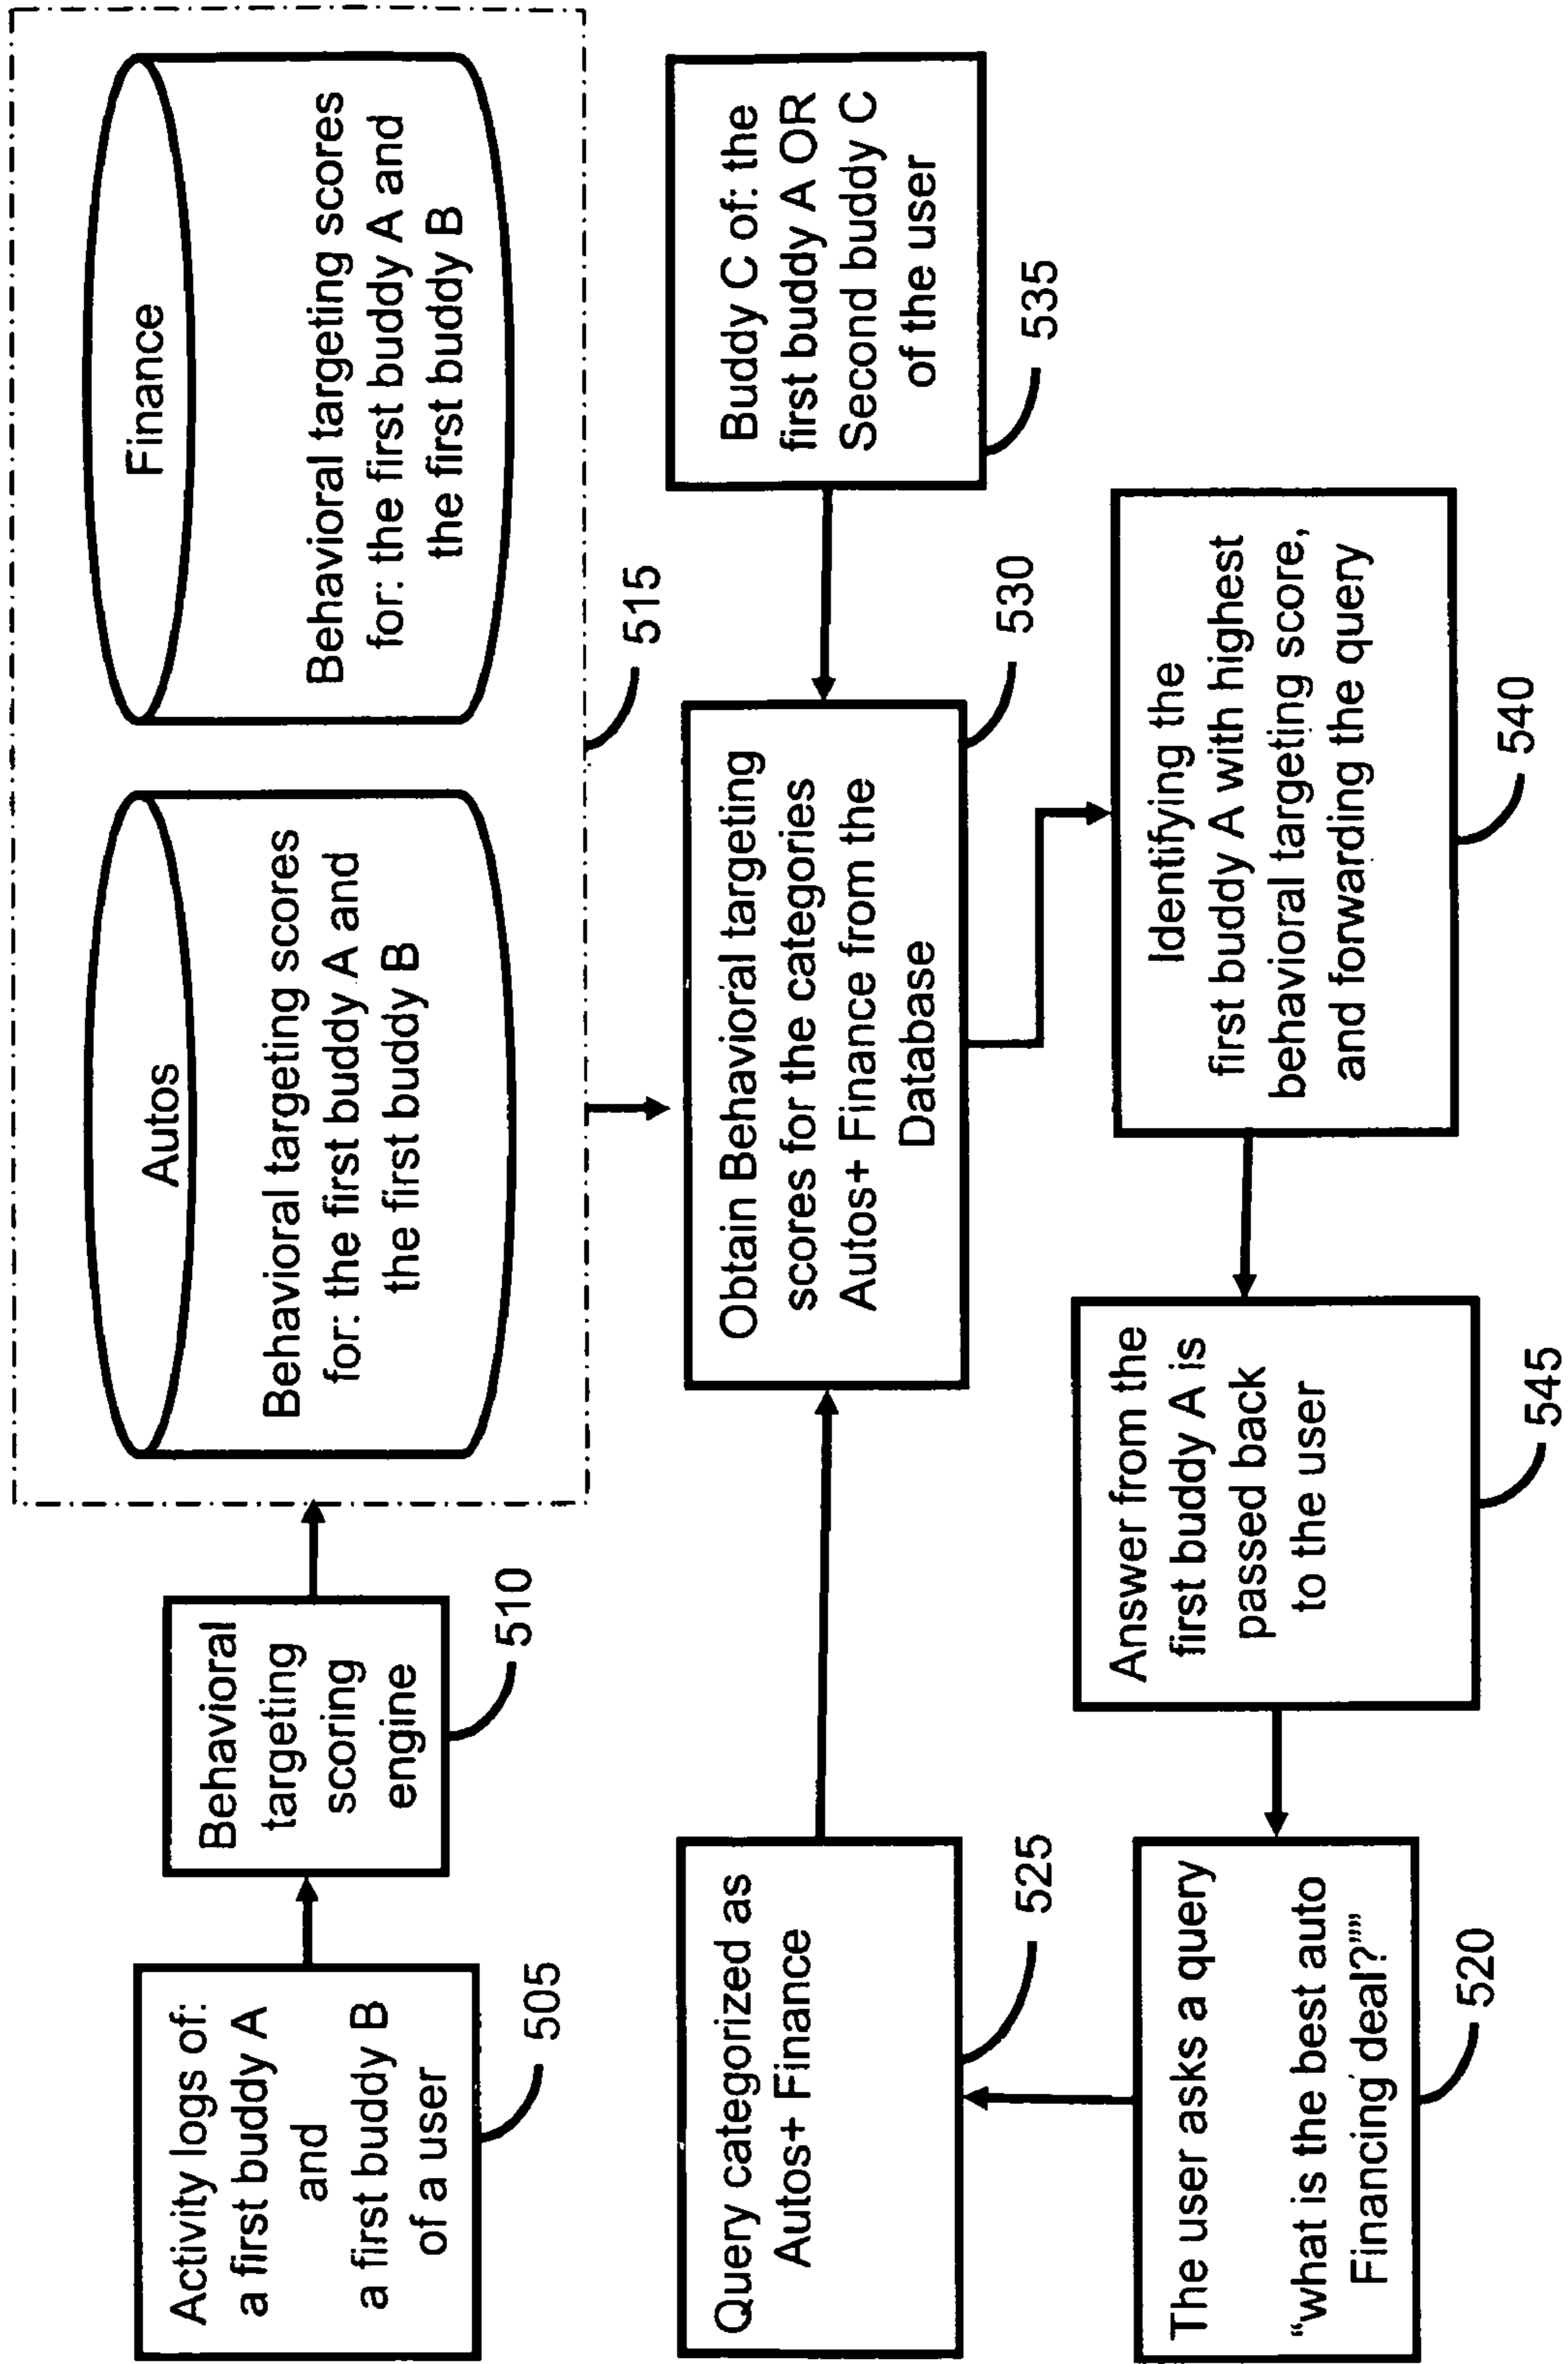 Activity logs of:
a first buddy A
and
a first buddy B
of a user
505
Behavioral
targeting
scoring
engine
510
Autos
Behavioral targeting scores
for: the first buddy A and
the first buddy B
Finance
Behavioral targeting scores
for: the first buddy A and
the first buddy B
515
Query categorized as
Autos+ Finance
525
Obtain Behavioral targeting
scores for the categories
Autos+ Finance from the
Database
530
Buddy C of: the
first buddy A OR
Second buddy C
of the user
535
The user asks a query
“what is the best auto
Financing deal?””
520
Answer from the
first buddy A is
passed back
to the user
545
Identifying the
first buddy A with highest
behavioral targeting score,
and forwarding the query
540